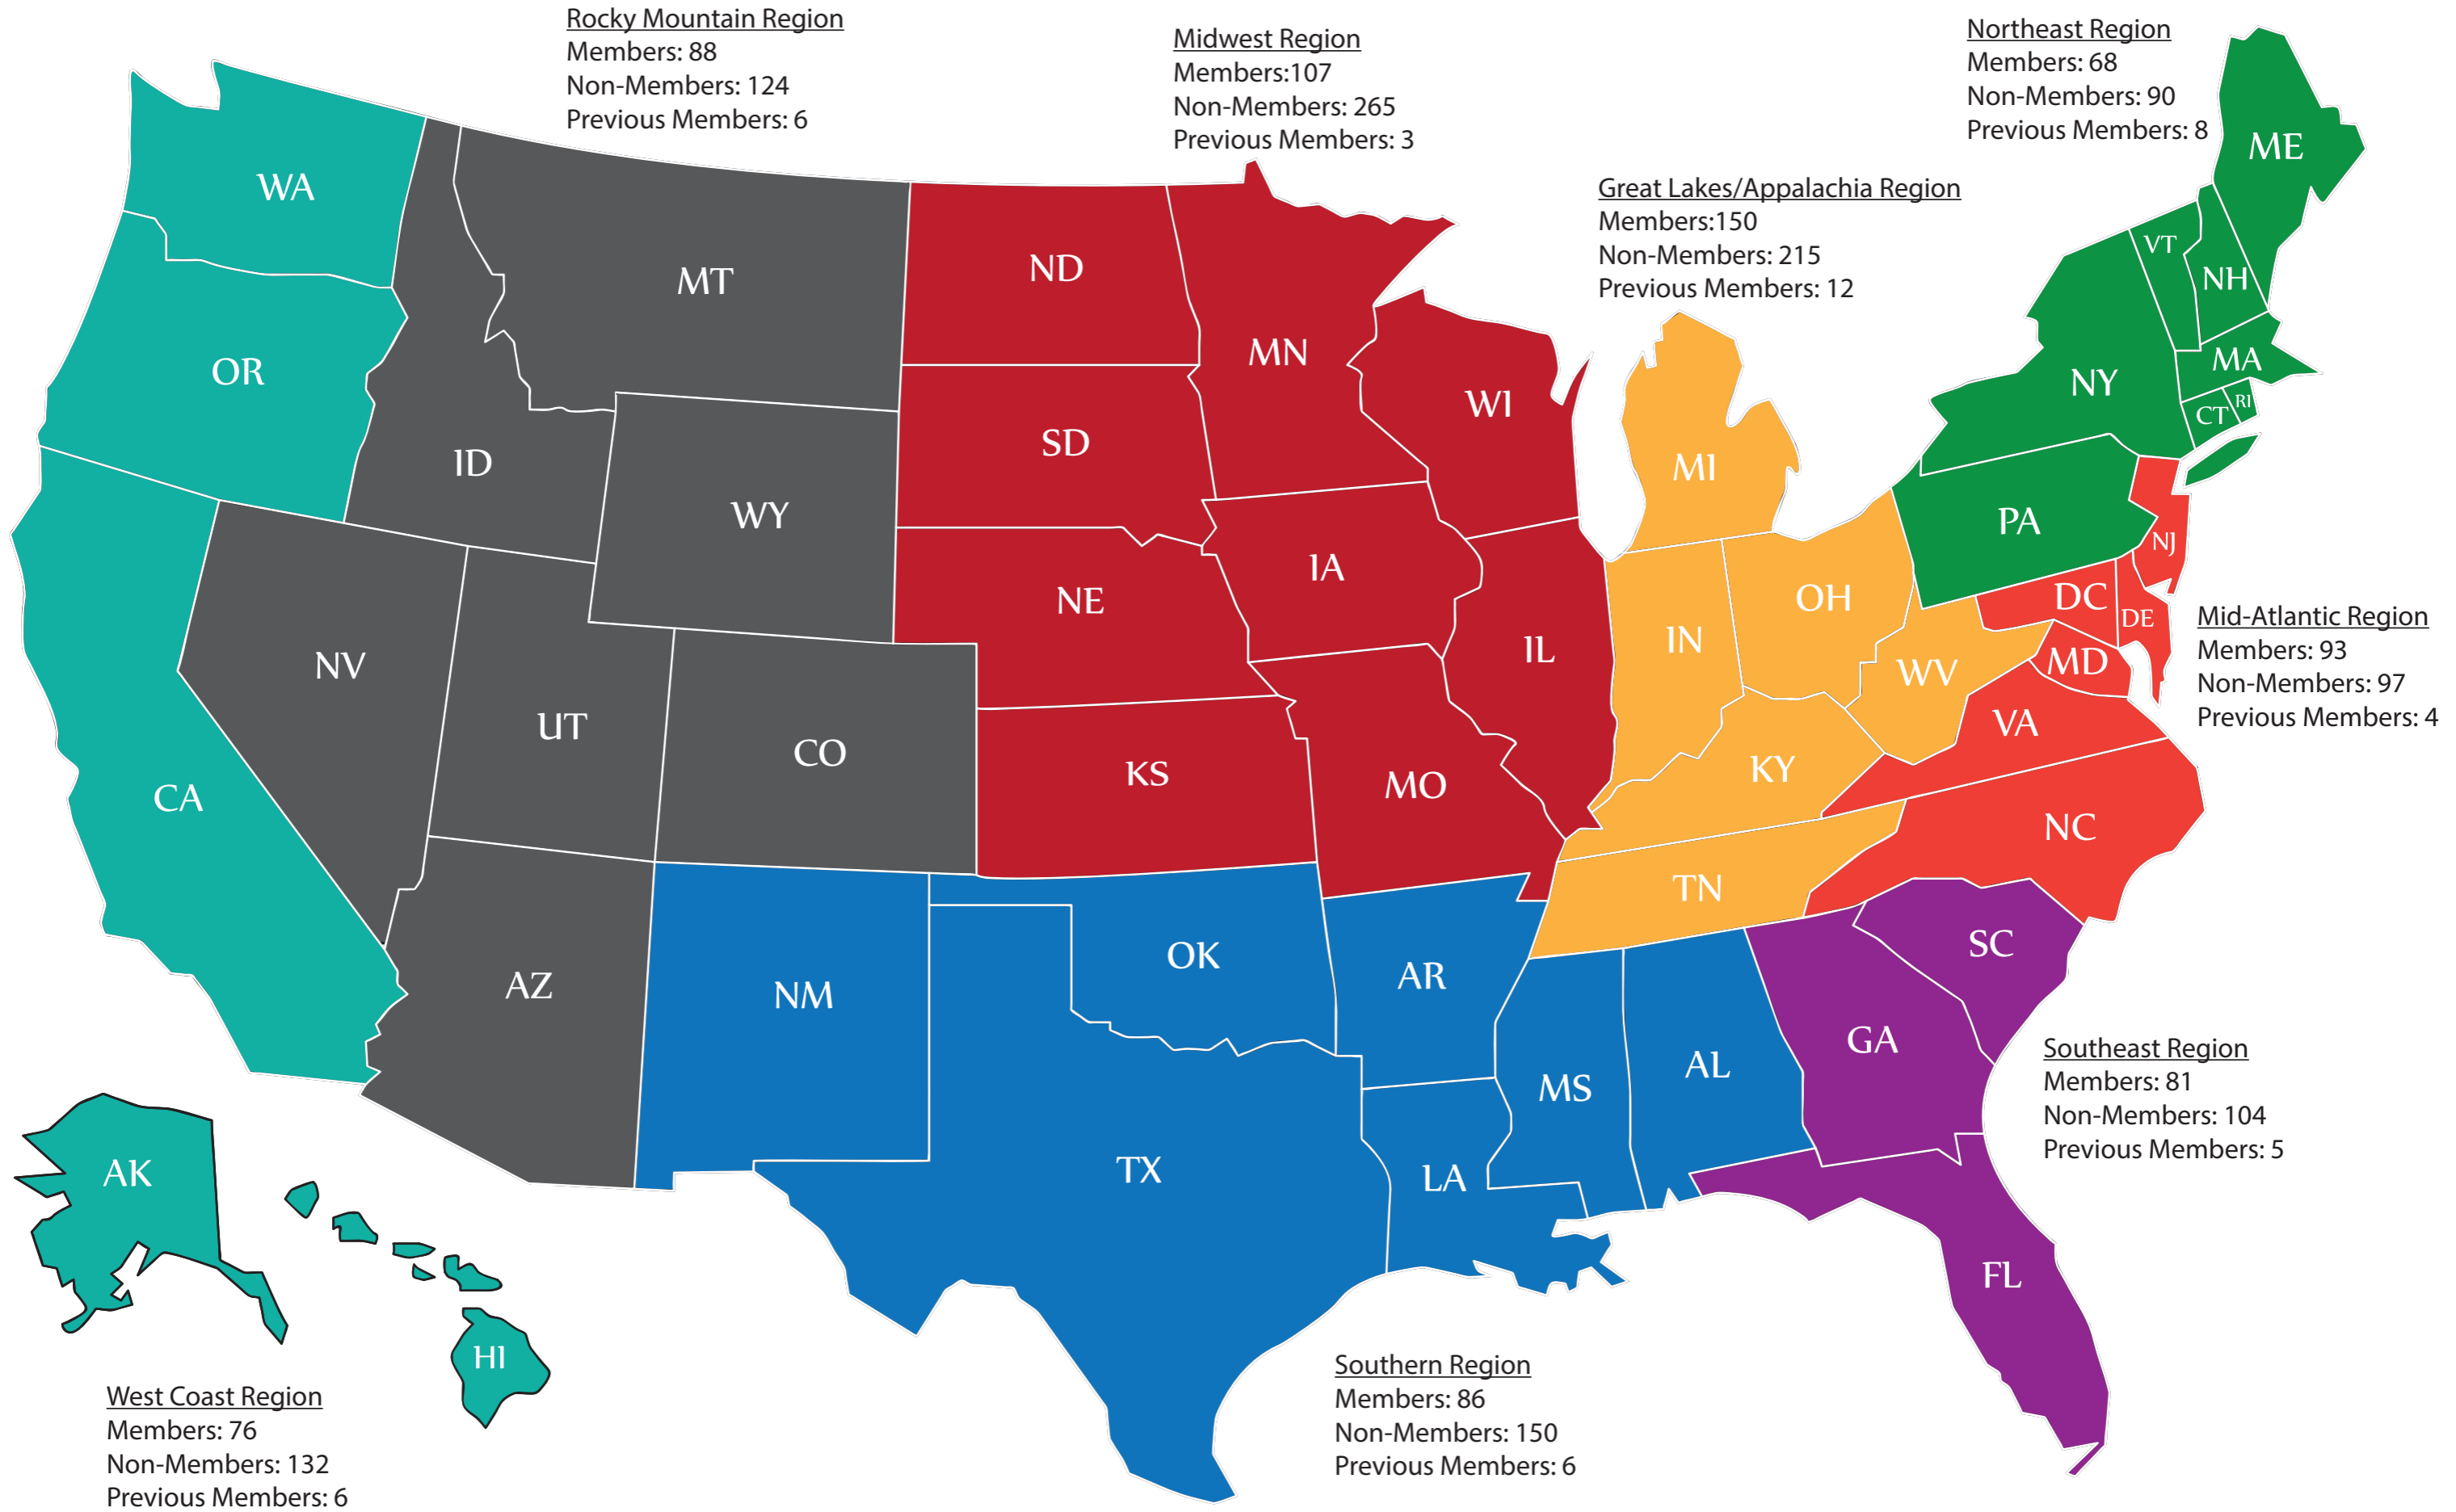 Rocky Mountain Region
Members: 88
Non-Members: 124
Previous Members: 6
Midwest Region
Members:107
Non-Members: 265
Previous Members: 3
Northeast Region
Members: 68
Non-Members: 90
Previous Members: 8
Great Lakes/Appalachia Region
Members:150
Non-Members: 215
Previous Members: 12
Mid-Atlantic Region
Members: 93
Non-Members: 97
Previous Members: 4
Southeast Region
Members: 81
Non-Members: 104
Previous Members: 5
Southern Region
Members: 86
Non-Members: 150
Previous Members: 6
West Coast Region
Members: 76
Non-Members: 132
Previous Members: 6
WA
OR
CA
AK
HI
MT
ID
WY
NV
UT
CO
AZ
ND
SD
NE
KS
MN
IA
MO
WI
IL
MI
IN
OH
KY
WV
TN
ME
VT
NH
MA
NY
CT
RI
PA
NJ
DC
DE
MD
VA
NC
SC
GA
FL
NM
OK
TX
AR
LA
MS
AL